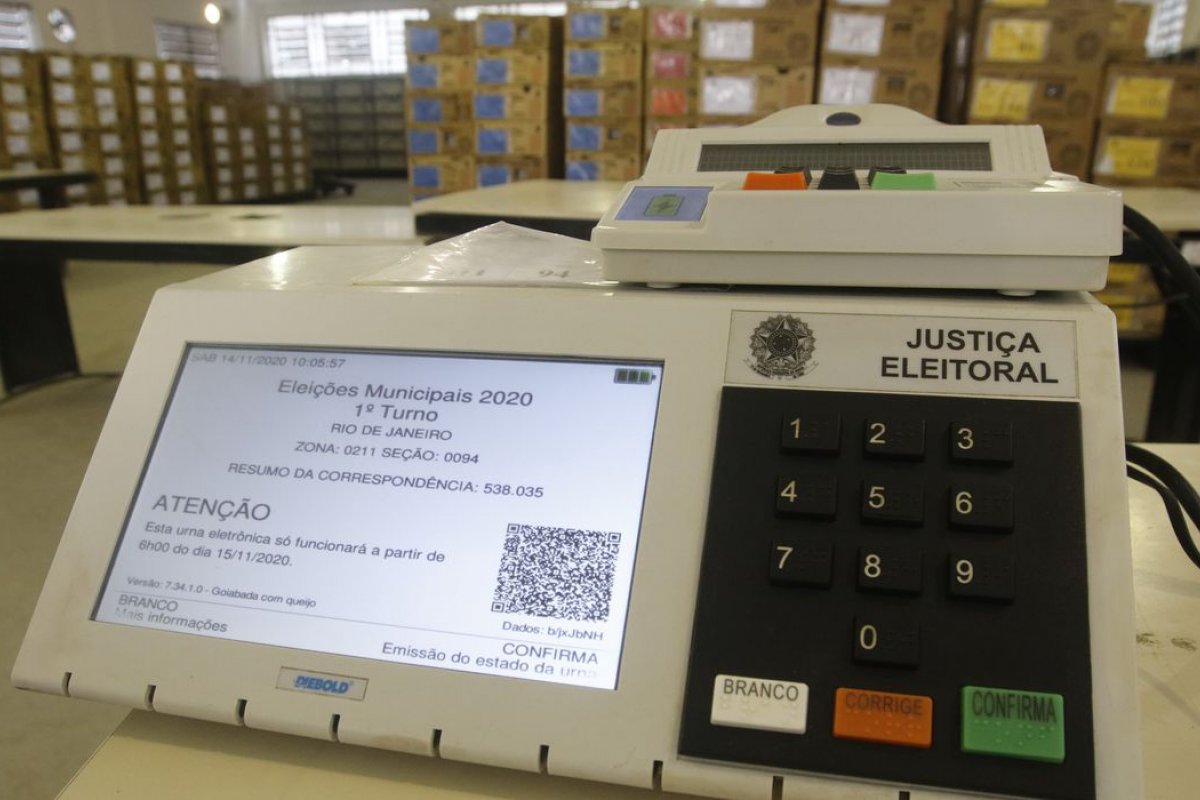 SAB 14/11/2020 10:05:57
Eleições Municipais 2020
1º Turno
RIO DE JANEIRO
ZONA: 0211 SEÇÃO: 0094
RESUMO DA CORRESPONDÊNCIA: 538.035
ATENÇÃO
Esta urna eletrônica só funcionará a partir de
6h00 do dia 15/11/2020.
Versão: 7.34.1.0 - Goiabada com queijo
Dados: b/jxJbNH
BRANCO
Mais informações
CONFIRMA
Emissão do estado da urna
DIEBOLD
94
JUSTIÇA
ELEITORAL
1 2 3
4 5 6
7 8 9
0
BRANCO CORRIGE CONFIRMA